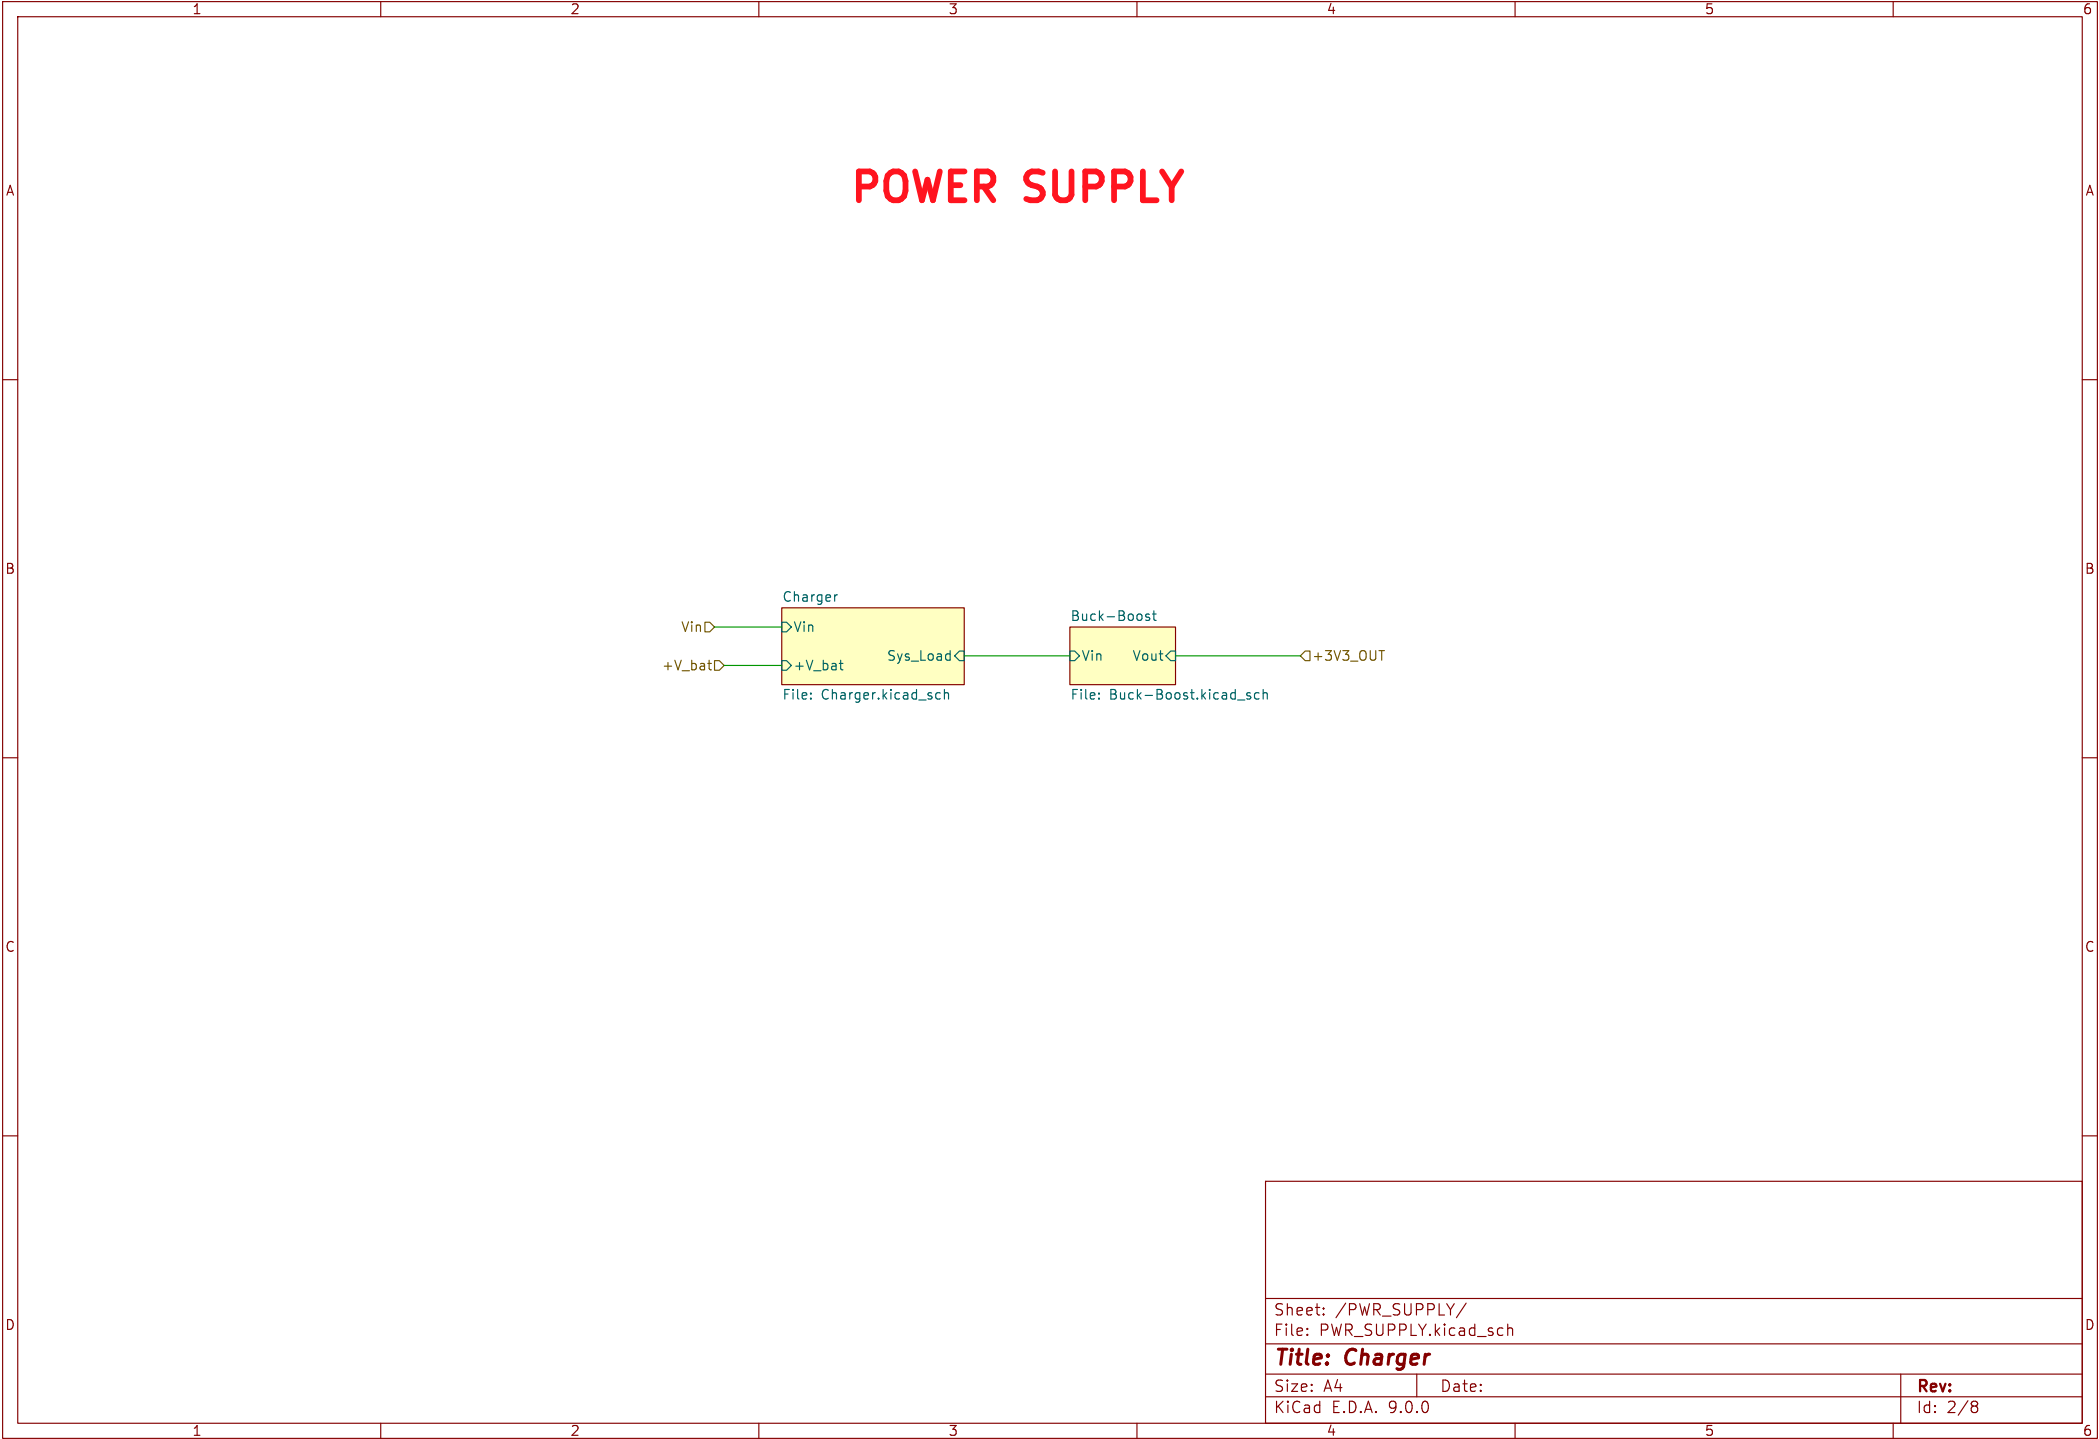 1 2 3 4 5 6
A A
POWER SUPPLY
B B
Charger
Buck-Boost
Vin Vin
Sys_Load Vin Vout +3V3_OUT
+V_bat +V_bat
File: Charger.kicad_sch File: Buck-Boost.kicad_sch
C C
Sheet: /PWR_SUPPLY/
D D
File: PWR_SUPPLY.kicad_sch
Title: Charger
Size: A4 Date: Rev:
KiCad E.D.A. 9.0.0 Id: 2/8
1 2 3 4 5 6